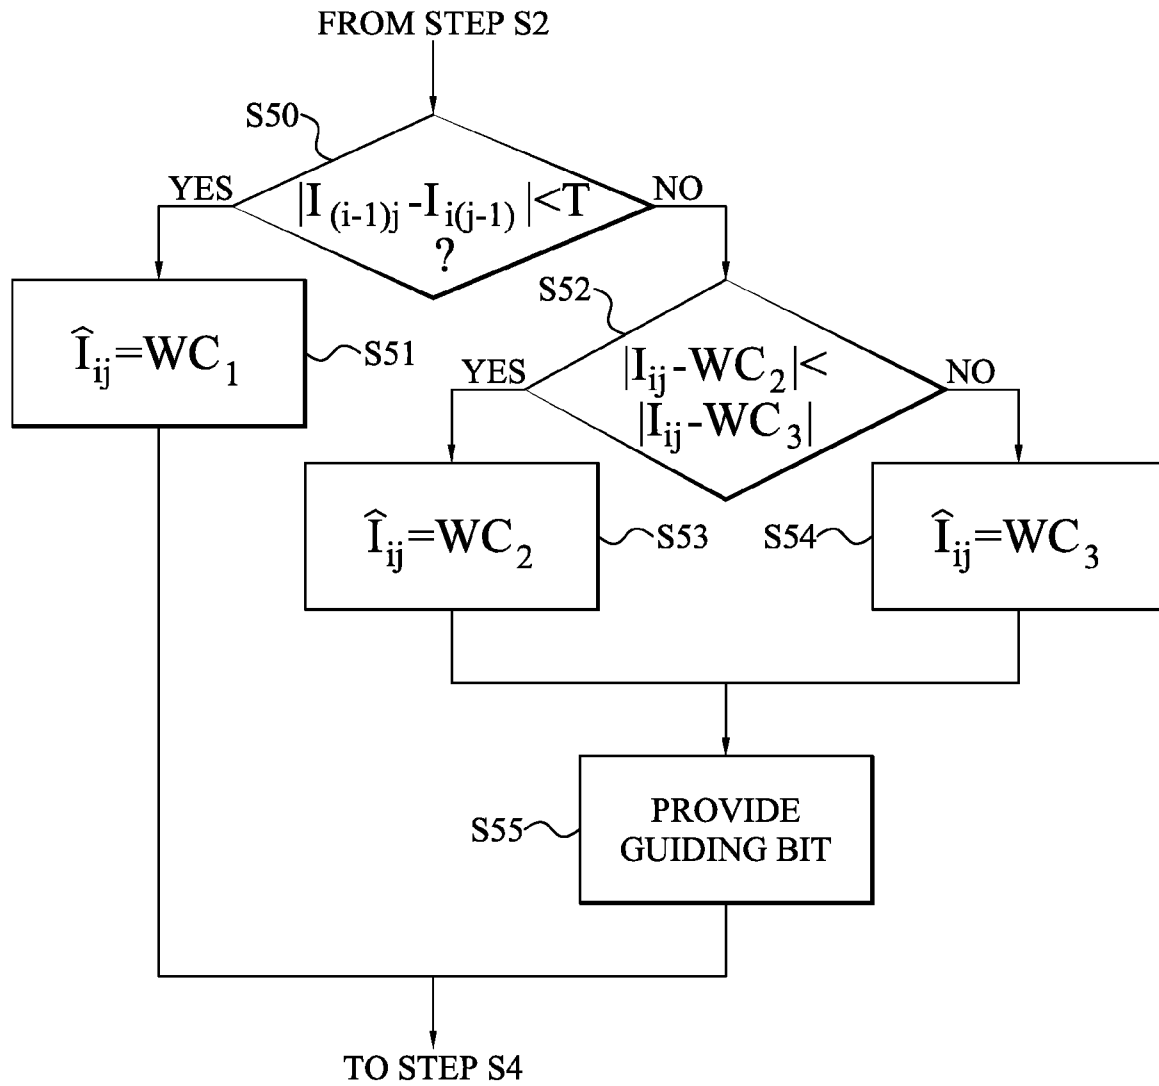 FROM STEP S2
S50
YES
NO
|I(i-1)j-Ii(j-1)|<T
?
S52
Îij=WC1
S51
YES
NO
|Iij-WC2|<
|Iij-WC3|
Îij=WC2
S53
S54
Îij=WC3
S55
PROVIDE
GUIDING BIT
TO STEP S4